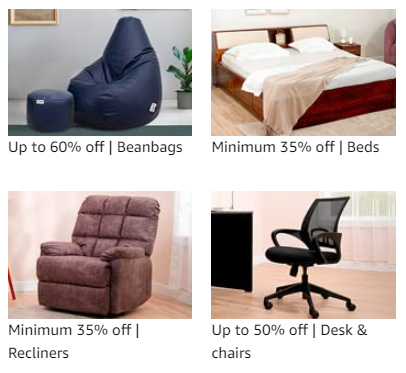 Up to 60% off | Beanbags
Minimum 35% off | Beds
Minimum 35% off |
Recliners
Up to 50% off | Desk &
chairs